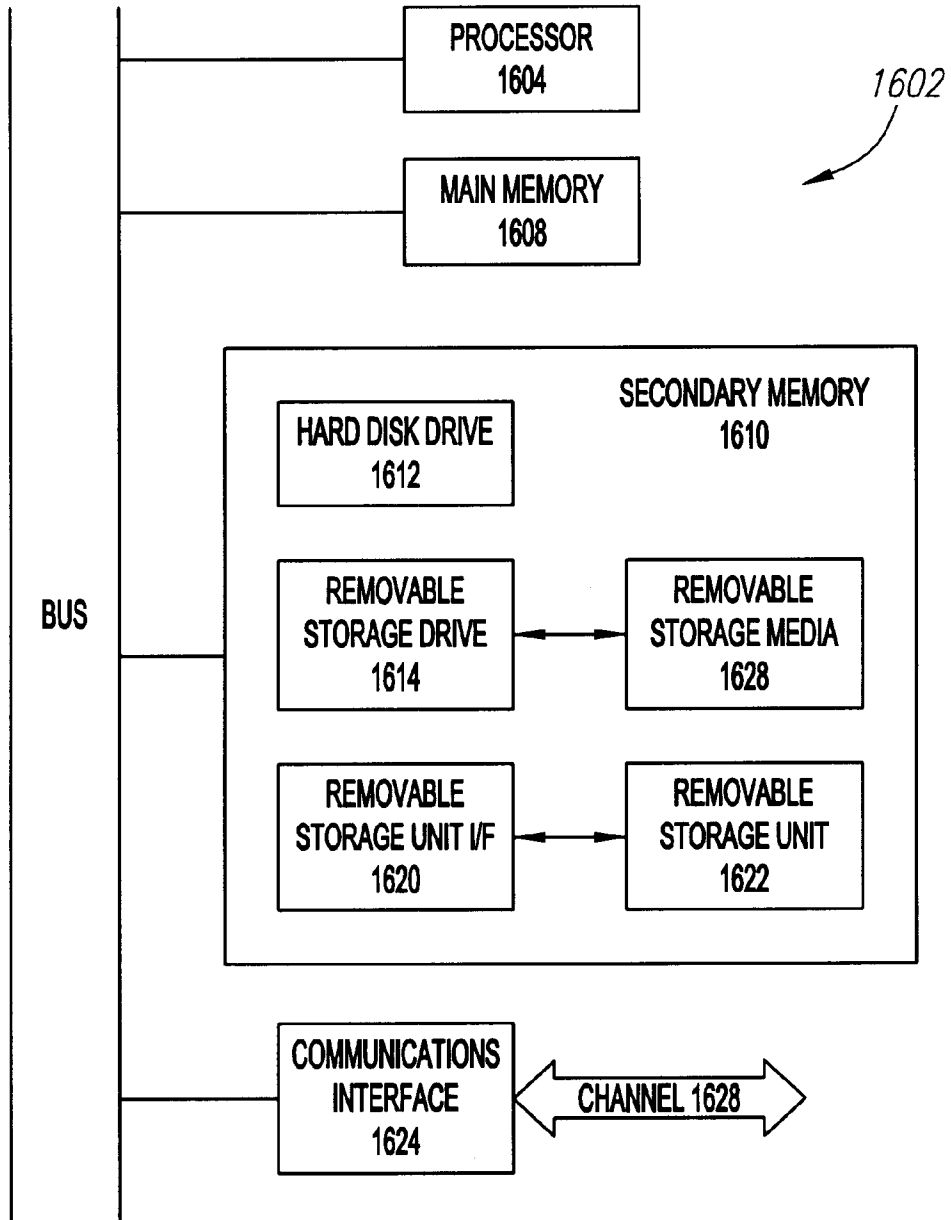 PROCESSOR
1604
1602
MAIN MEMORY
1608
SECONDARY MEMORY
1610
HARD DISK DRIVE
1612
BUS
REMOVABLE
STORAGE DRIVE
1614
REMOVABLE
STORAGE MEDIA
1628
REMOVABLE
STORAGE UNIT I/F
1620
REMOVABLE
STORAGE UNIT
1622
COMMUNICATIONS
INTERFACE
1624
CHANNEL 1628